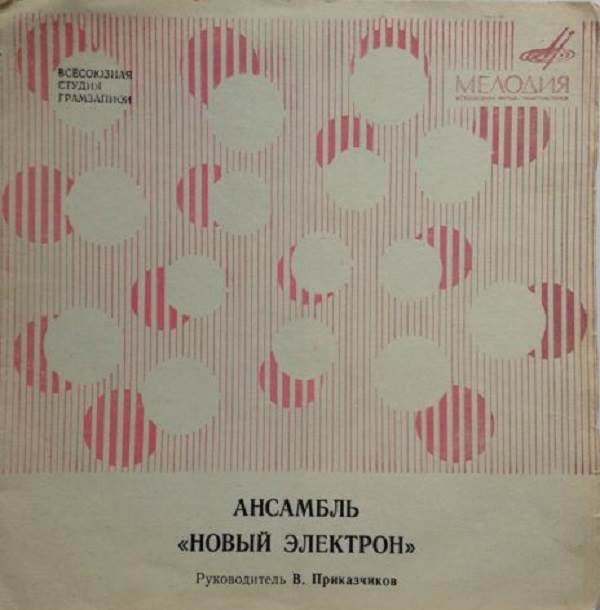 ВСЕСОЮЗНАЯ
СТУДИЯ
ГРАМЗАПИСИ
МЕЛОДИЯ
АНСАМБЛЬ
«НОВЫЙ ЭЛЕКТРОН»
Руководитель В. Приказчиков